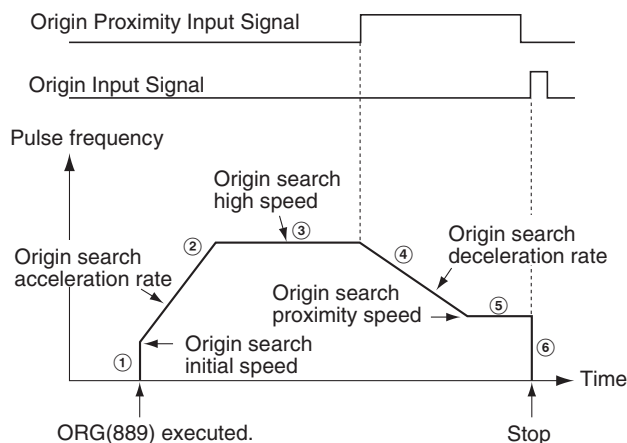 Origin Proximity Input Signal
Origin Input Signal
Pulse frequency
Origin search
high speed
②
③
④
Origin search
acceleration rate
Origin search
deceleration rate
Origin search
proximity speed
⑤
①
Origin search
initial speed
⑥
Time
ORG(889) executed.
Stop